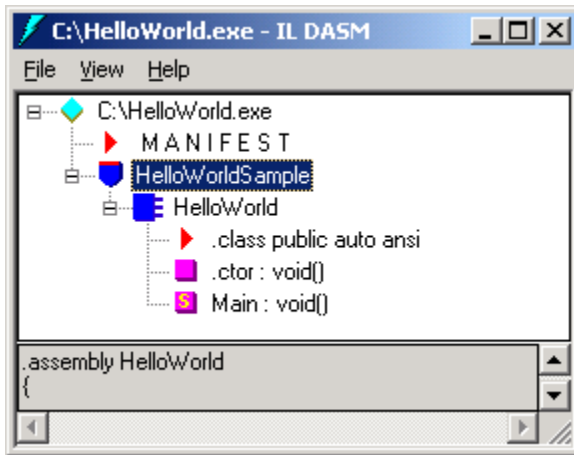 C:\HelloWorld.exe - IL DASM
File View Help
C:\HelloWorld.exe
M A N I F E S T
HelloWorldSample
HelloWorld
.class public auto ansi
.ctor : void()
S Main : void()
.assembly HelloWorld
{